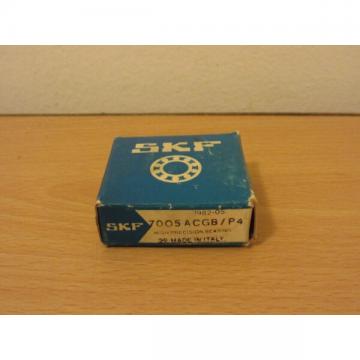 SKF
1982-05
SKF 7005 ACGB/P4
HIGH PRECISION BEARING
MADE IN ITALY